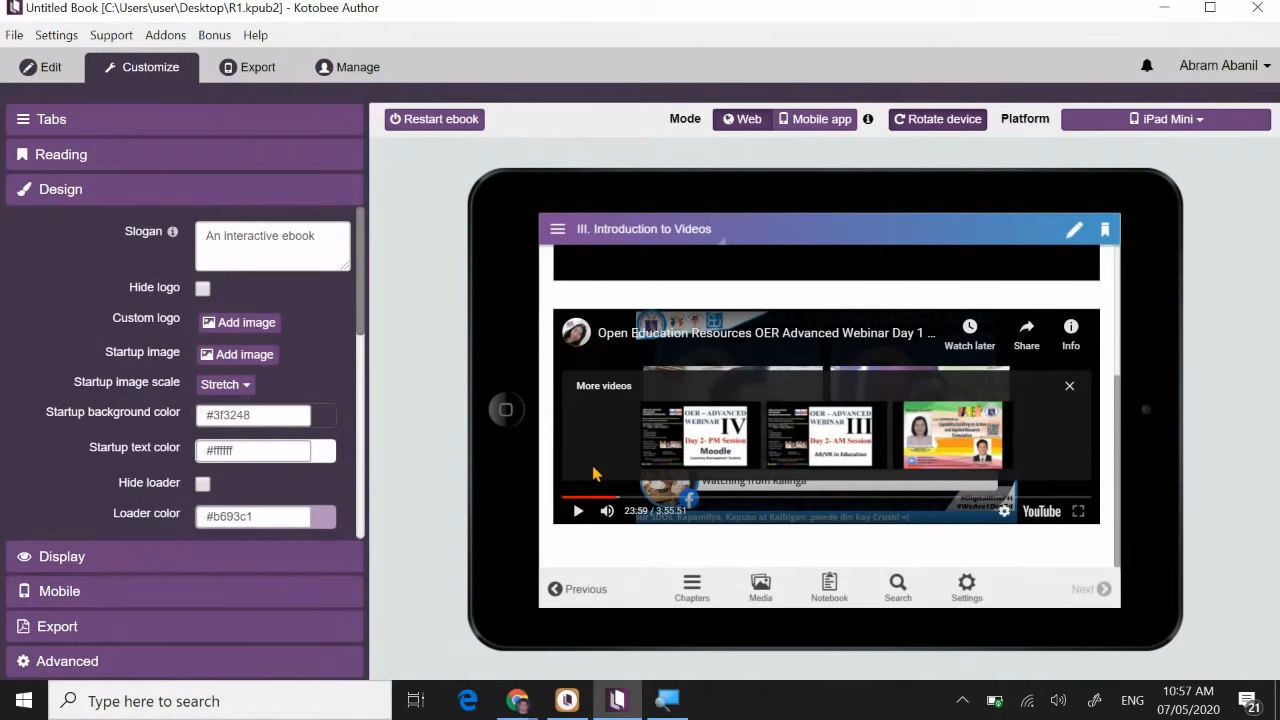 Untitled Book [C:\Users\user\Desktop\R1.kpub2] - Kotobee Author
File Settings Support Addons Bonus Help
Edit Customize Export Manage Abram Abanil
Tabs
Reading
Design
Slogan An interactive ebook
Hide logo
Custom logo Add image
Startup image Add image
Startup image scale Stretch
Startup background color #3f3248
Startup text color #ffffff
Hide loader
Loader color #b693c1
Display
Mobile
Export
Advanced
Restart ebook Mode Web Mobile app Rotate device Platform iPad Mini
III. Introduction to Videos
Open Education Resources OER Advanced Webinar Day 1 ...
Watch later Share Info
More videos
OER – ADVANCED
WEBINAR IV
Day 2- PM Session
Moodle
OER – ADVANCED
WEBINAR III
Day 2- AM Session
AR/VR in Education
Watching from Kalinga
23:59 / 3:55:51
YouTube
Previous Chapters Media Notebook Search Settings Next
Type here to search
ENG
10:57 AM
07/05/2020
21